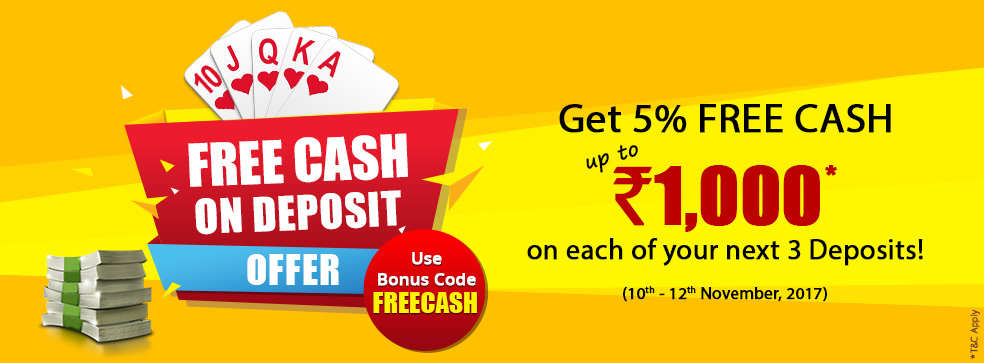 10 J Q K A
FREE CASH
ON DEPOSIT
OFFER
Use
Bonus Code
FREECASH
Get 5% FREE CASH
up to
₹1,000*
on each of your next 3 Deposits!
(10th - 12th November, 2017)
*T&C Apply